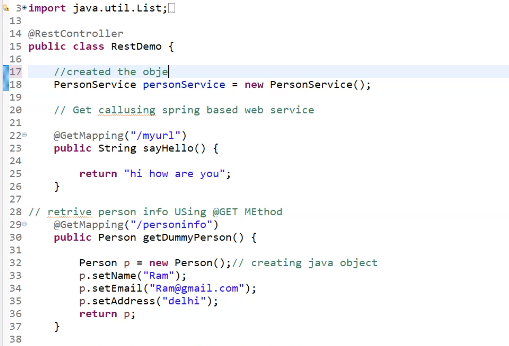 3 import java.util.List;
13
14 @RestController
15 public class RestDemo {
16
17 //created the obje
18 PersonService personService = new PersonService();
19
20 // Get callusing spring based web service
21
22 @GetMapping("/myurl")
23 public String sayHello() {
24
25 return "hi how are you";
26 }
27
28 // retrive person info USing @GET MEthod
29 @GetMapping("/personinfo")
30 public Person getDummyPerson() {
31
32 Person p = new Person();// creating java object
33 p.setName("Ram");
34 p.setEmail("Ram@gmail.com");
35 p.setAddress("delhi");
36 return p;
37 }
38